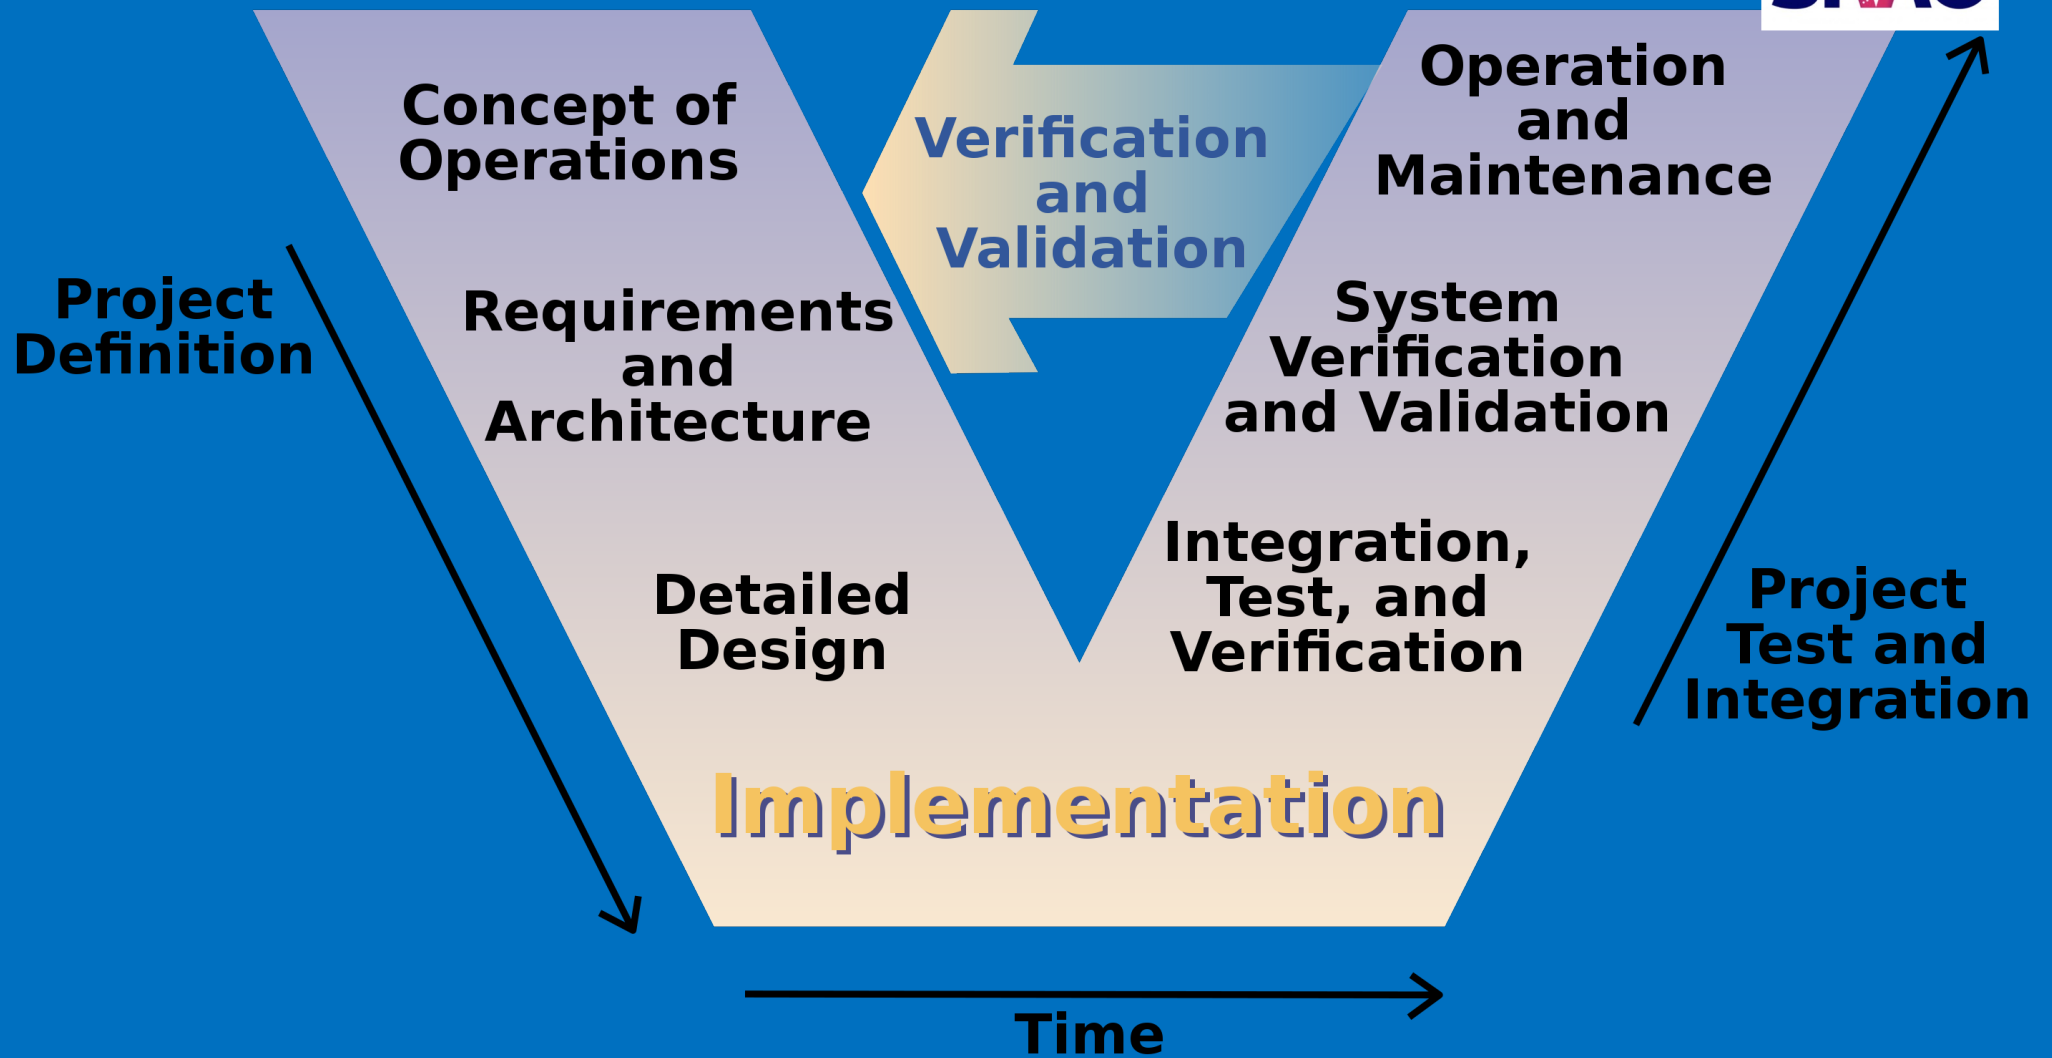 Concept of
Operations
Verification
and
Validation
Operation
and
Maintenance
Project
Definition
Requirements
and
Architecture
System
Verification
and Validation
Detailed
Design
Integration,
Test, and
Verification
Project
Test and
Integration
Implementation
Time